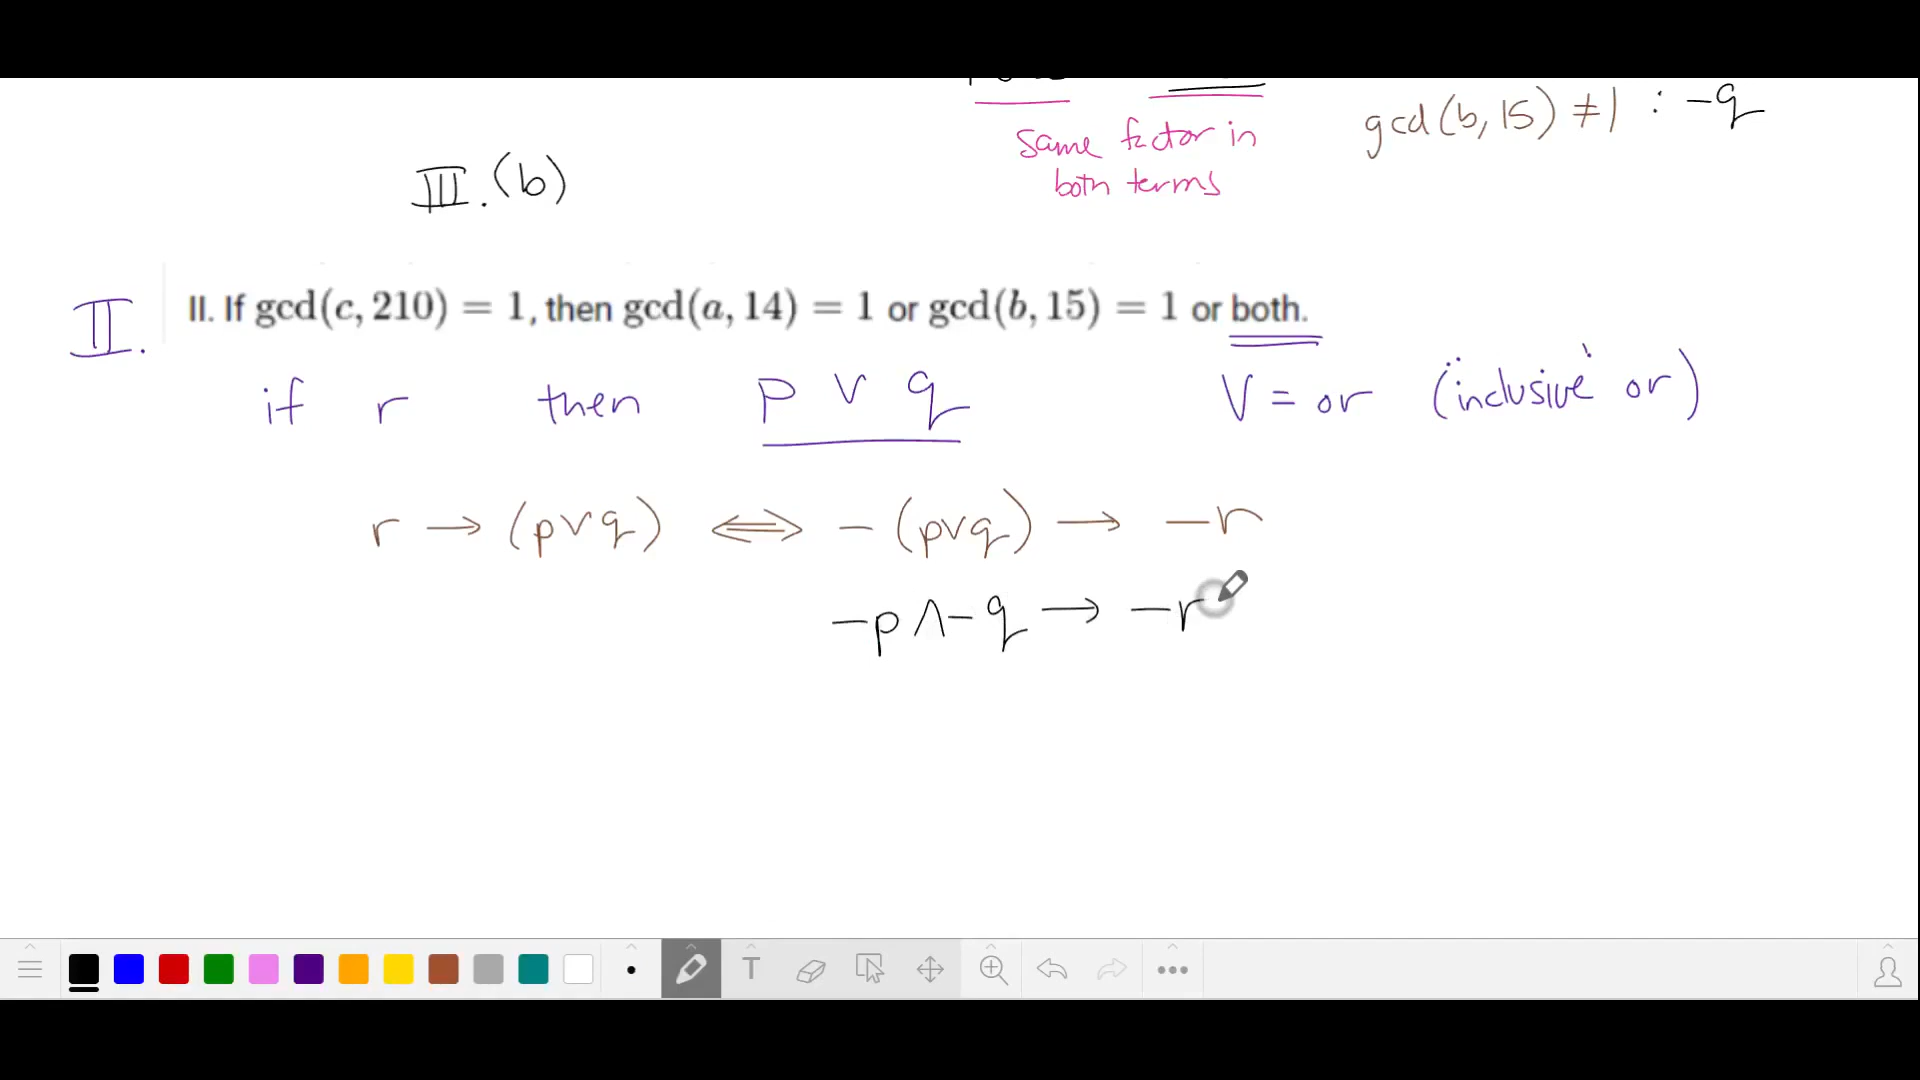 gcd(b, 15) ≠ 1 : -q
same factor in
both terms
III. (b)
II. II. If gcd(c, 210) = 1, then gcd(a, 14) = 1 or gcd(b, 15) = 1 or both.
if r then p ∨ q ∨ = or (inclusive or)
r → (p∨q) ⟺ - (p∨q) → -r
-p ∧ -q → -r
T